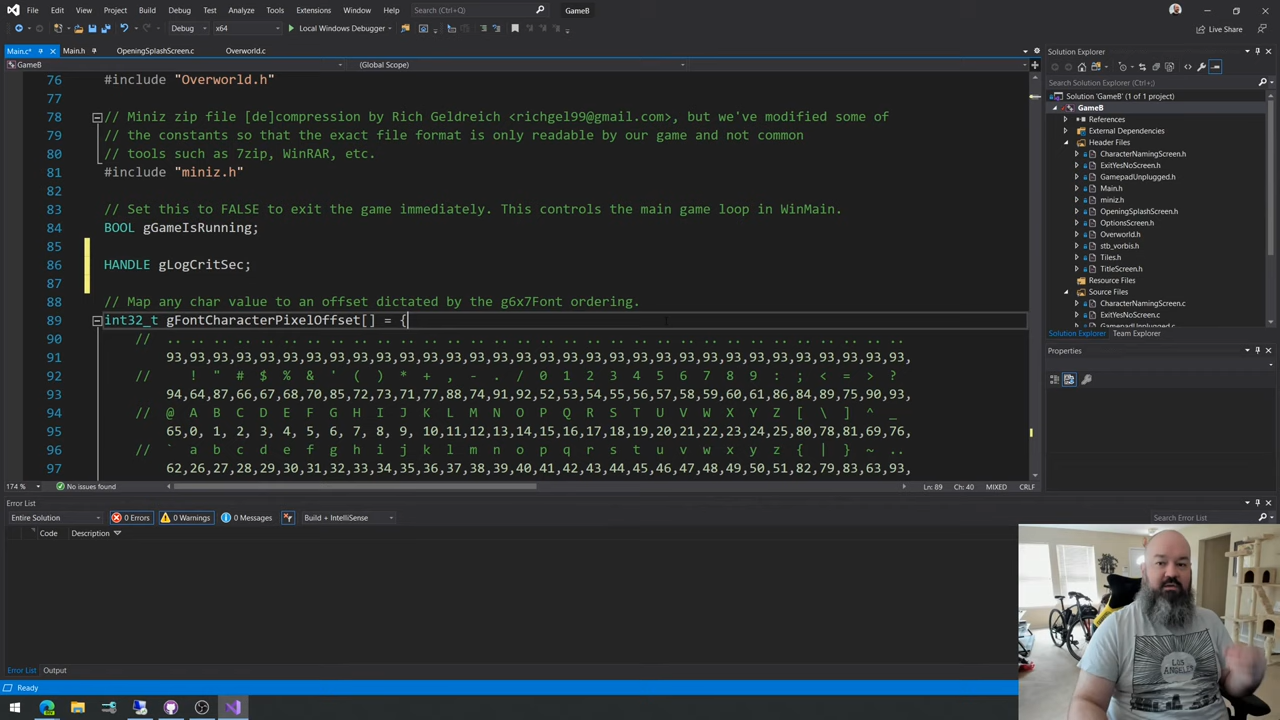 File Edit View Git Project Build Debug Test Analyze Tools Extensions Window Help Search (Ctrl+Q) GameB
Debug x64 Local Windows Debugger Live Share
Main.c* Main.h OpeningSplashScreen.c Overworld.c
GameB (Global Scope)
76 #include "Overworld.h"
77
78 // Miniz zip file [de]compression by Rich Geldreich <richgel99@gmail.com>, but we've modified some of
79 // the constants so that the exact file format is only readable by our game and not common
80 // tools such as 7zip, WinRAR, etc.
81 #include "miniz.h"
82
83 // Set this to FALSE to exit the game immediately. This controls the main game loop in WinMain.
84 BOOL gGameIsRunning;
85
86 HANDLE gLogCritSec;
87
88 // Map any char value to an offset dictated by the g6x7Font ordering.
89 int32_t gFontCharacterPixelOffset[] = {
90 // .. .. .. .. .. .. .. .. .. .. .. .. .. .. .. .. .. .. .. .. .. .. .. .. .. .. .. .. .. .. .. ..
91 93,93,93,93,93,93,93,93,93,93,93,93,93,93,93,93,93,93,93,93,93,93,93,93,93,93,93,93,93,93,93,93,
92 // ! " # $ % & ' ( ) * + , - . / 0 1 2 3 4 5 6 7 8 9 : ; < = > ?
93 94,64,87,66,67,68,70,85,72,73,71,77,88,74,91,92,52,53,54,55,56,57,58,59,60,61,86,84,89,75,90,93,
94 // @ A B C D E F G H I J K L M N O P Q R S T U V W X Y Z [ \ ] ^ _
95 65,0, 1, 2, 3, 4, 5, 6, 7, 8, 9, 10,11,12,13,14,15,16,17,18,19,20,21,22,23,24,25,80,78,81,69,76,
96 // ` a b c d e f g h i j k l m n o p q r s t u v w x y z { | } ~ ..
97 62,26,27,28,29,30,31,32,33,34,35,36,37,38,39,40,41,42,43,44,45,46,47,48,49,50,51,82,79,83,63,93,
174 % No issues found Ln: 89 Ch: 40 MIXED CRLF
Error List
Entire Solution 0 Errors 0 Warnings 0 Messages Build + IntelliSense Search Error List
Code Description
Error List Output
Ready
Solution Explorer
Search Solution Explorer (Ctrl+;)
Solution 'GameB' (1 of 1 project)
GameB
References
External Dependencies
Header Files
CharacterNamingScreen.h
ExitYesNoScreen.h
GamepadUnplugged.h
Main.h
miniz.h
OpeningSplashScreen.h
OptionsScreen.h
Overworld.h
stb_vorbis.h
Tiles.h
TitleScreen.h
Resource Files
Source Files
CharacterNamingScreen.c
ExitYesNoScreen.c
GamepadUnplugged.c
Solution Explorer Team Explorer
Properties
LOS
ANGELES